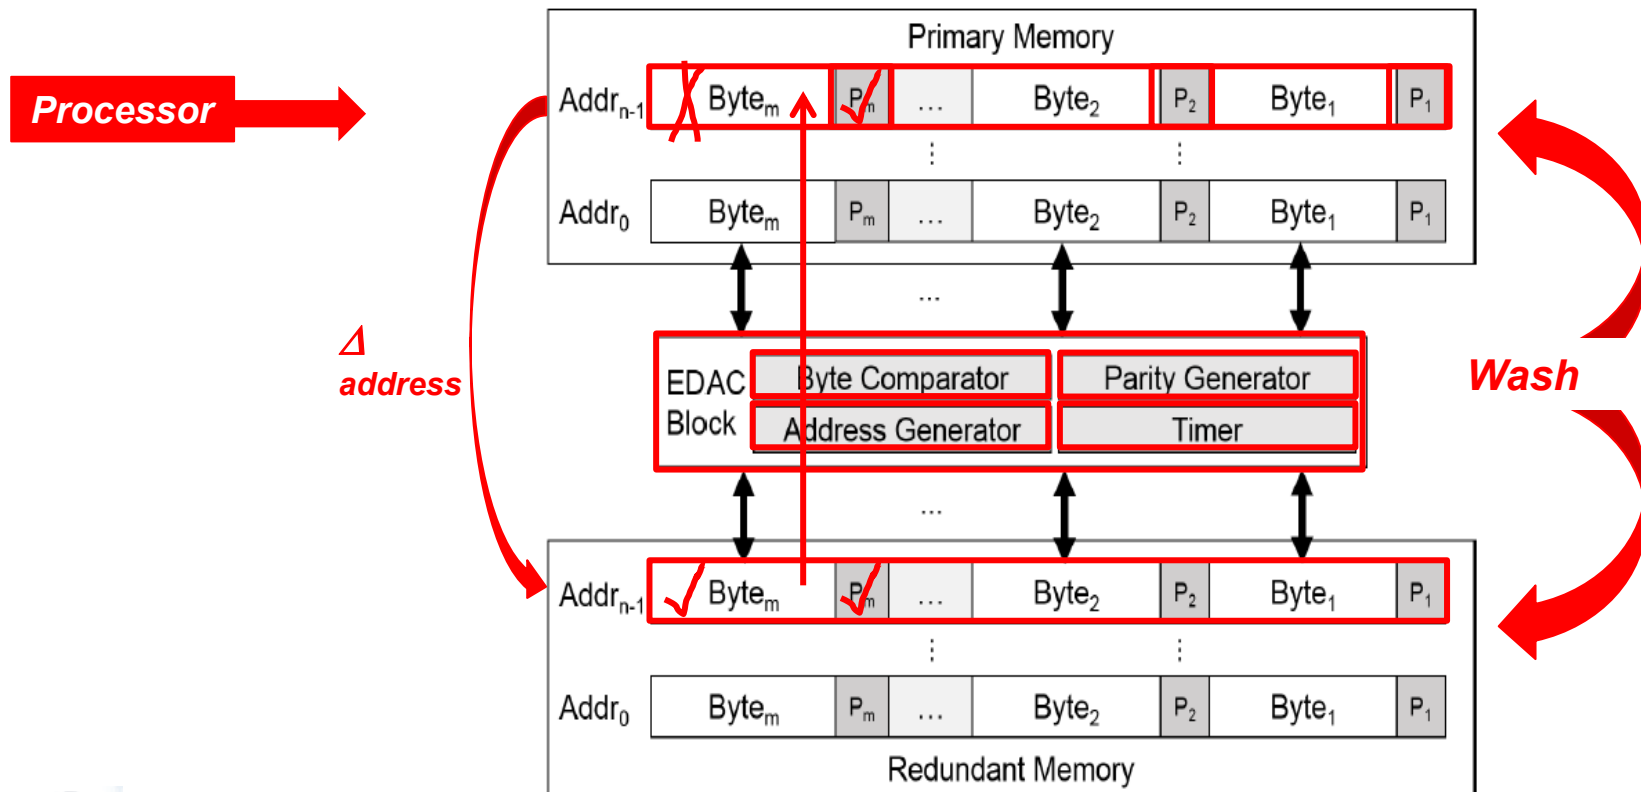 Primary Memory
Processor
Addrn-1 Bytem Pm ... Byte2 P2 Byte1 P1
⋮ ⋮
Addr0 Bytem Pm ... Byte2 P2 Byte1 P1
...
Δ
address
EDAC
Block
Byte Comparator Parity Generator
Address Generator Timer
Wash
...
Addrn-1 Bytem Pm ... Byte2 P2 Byte1 P1
⋮ ⋮
Addr0 Bytem Pm ... Byte2 P2 Byte1 P1
Redundant Memory